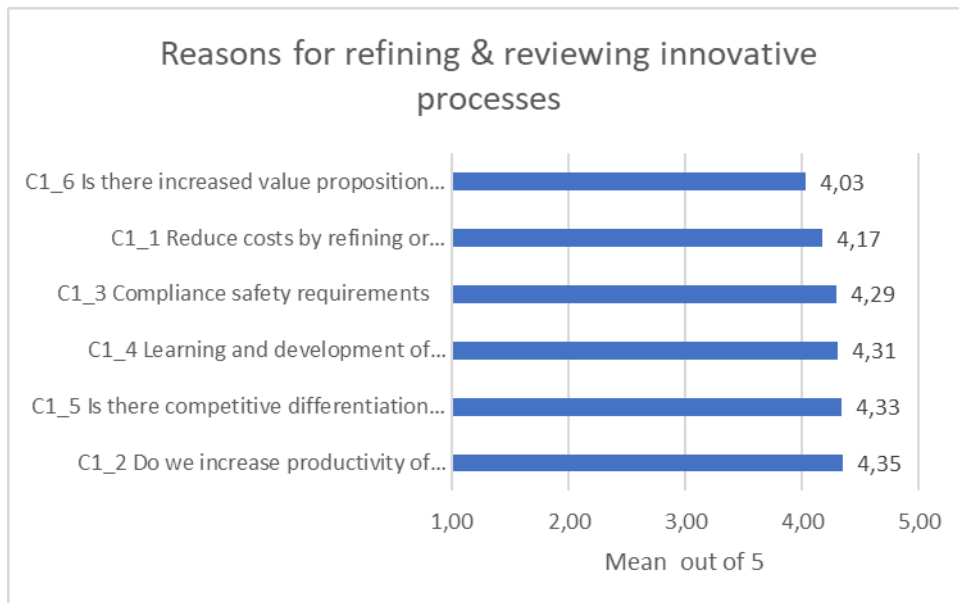 Reasons for refining & reviewing innovative
processes
C1_6 Is there increased value proposition... 4,03
C1_1 Reduce costs by refining or... 4,17
C1_3 Compliance safety requirements 4,29
C1_4 Learning and development of... 4,31
C1_5 Is there competitive differentiation... 4,33
C1_2 Do we increase productivity of... 4,35
1,00 2,00 3,00 4,00 5,00
Mean out of 5